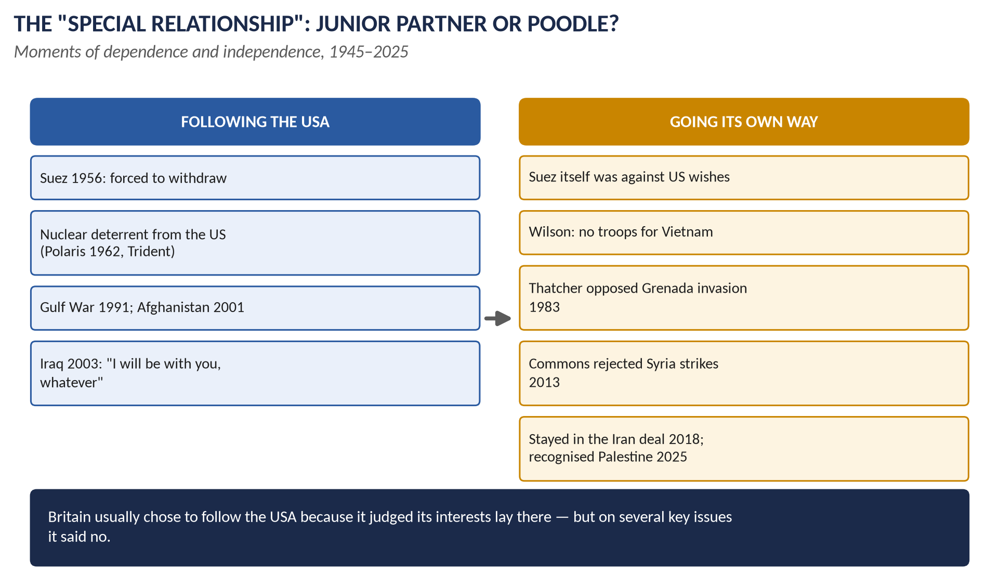 THE "SPECIAL RELATIONSHIP": JUNIOR PARTNER OR POODLE?
Moments of dependence and independence, 1945–2025
FOLLOWING THE USA
Suez 1956: forced to withdraw
Nuclear deterrent from the US
(Polaris 1962, Trident)
Gulf War 1991; Afghanistan 2001
Iraq 2003: "I will be with you,
whatever"
GOING ITS OWN WAY
Suez itself was against US wishes
Wilson: no troops for Vietnam
Thatcher opposed Grenada invasion
1983
Commons rejected Syria strikes
2013
Stayed in the Iran deal 2018;
recognised Palestine 2025
Britain usually chose to follow the USA because it judged its interests lay there — but on several key issues
it said no.